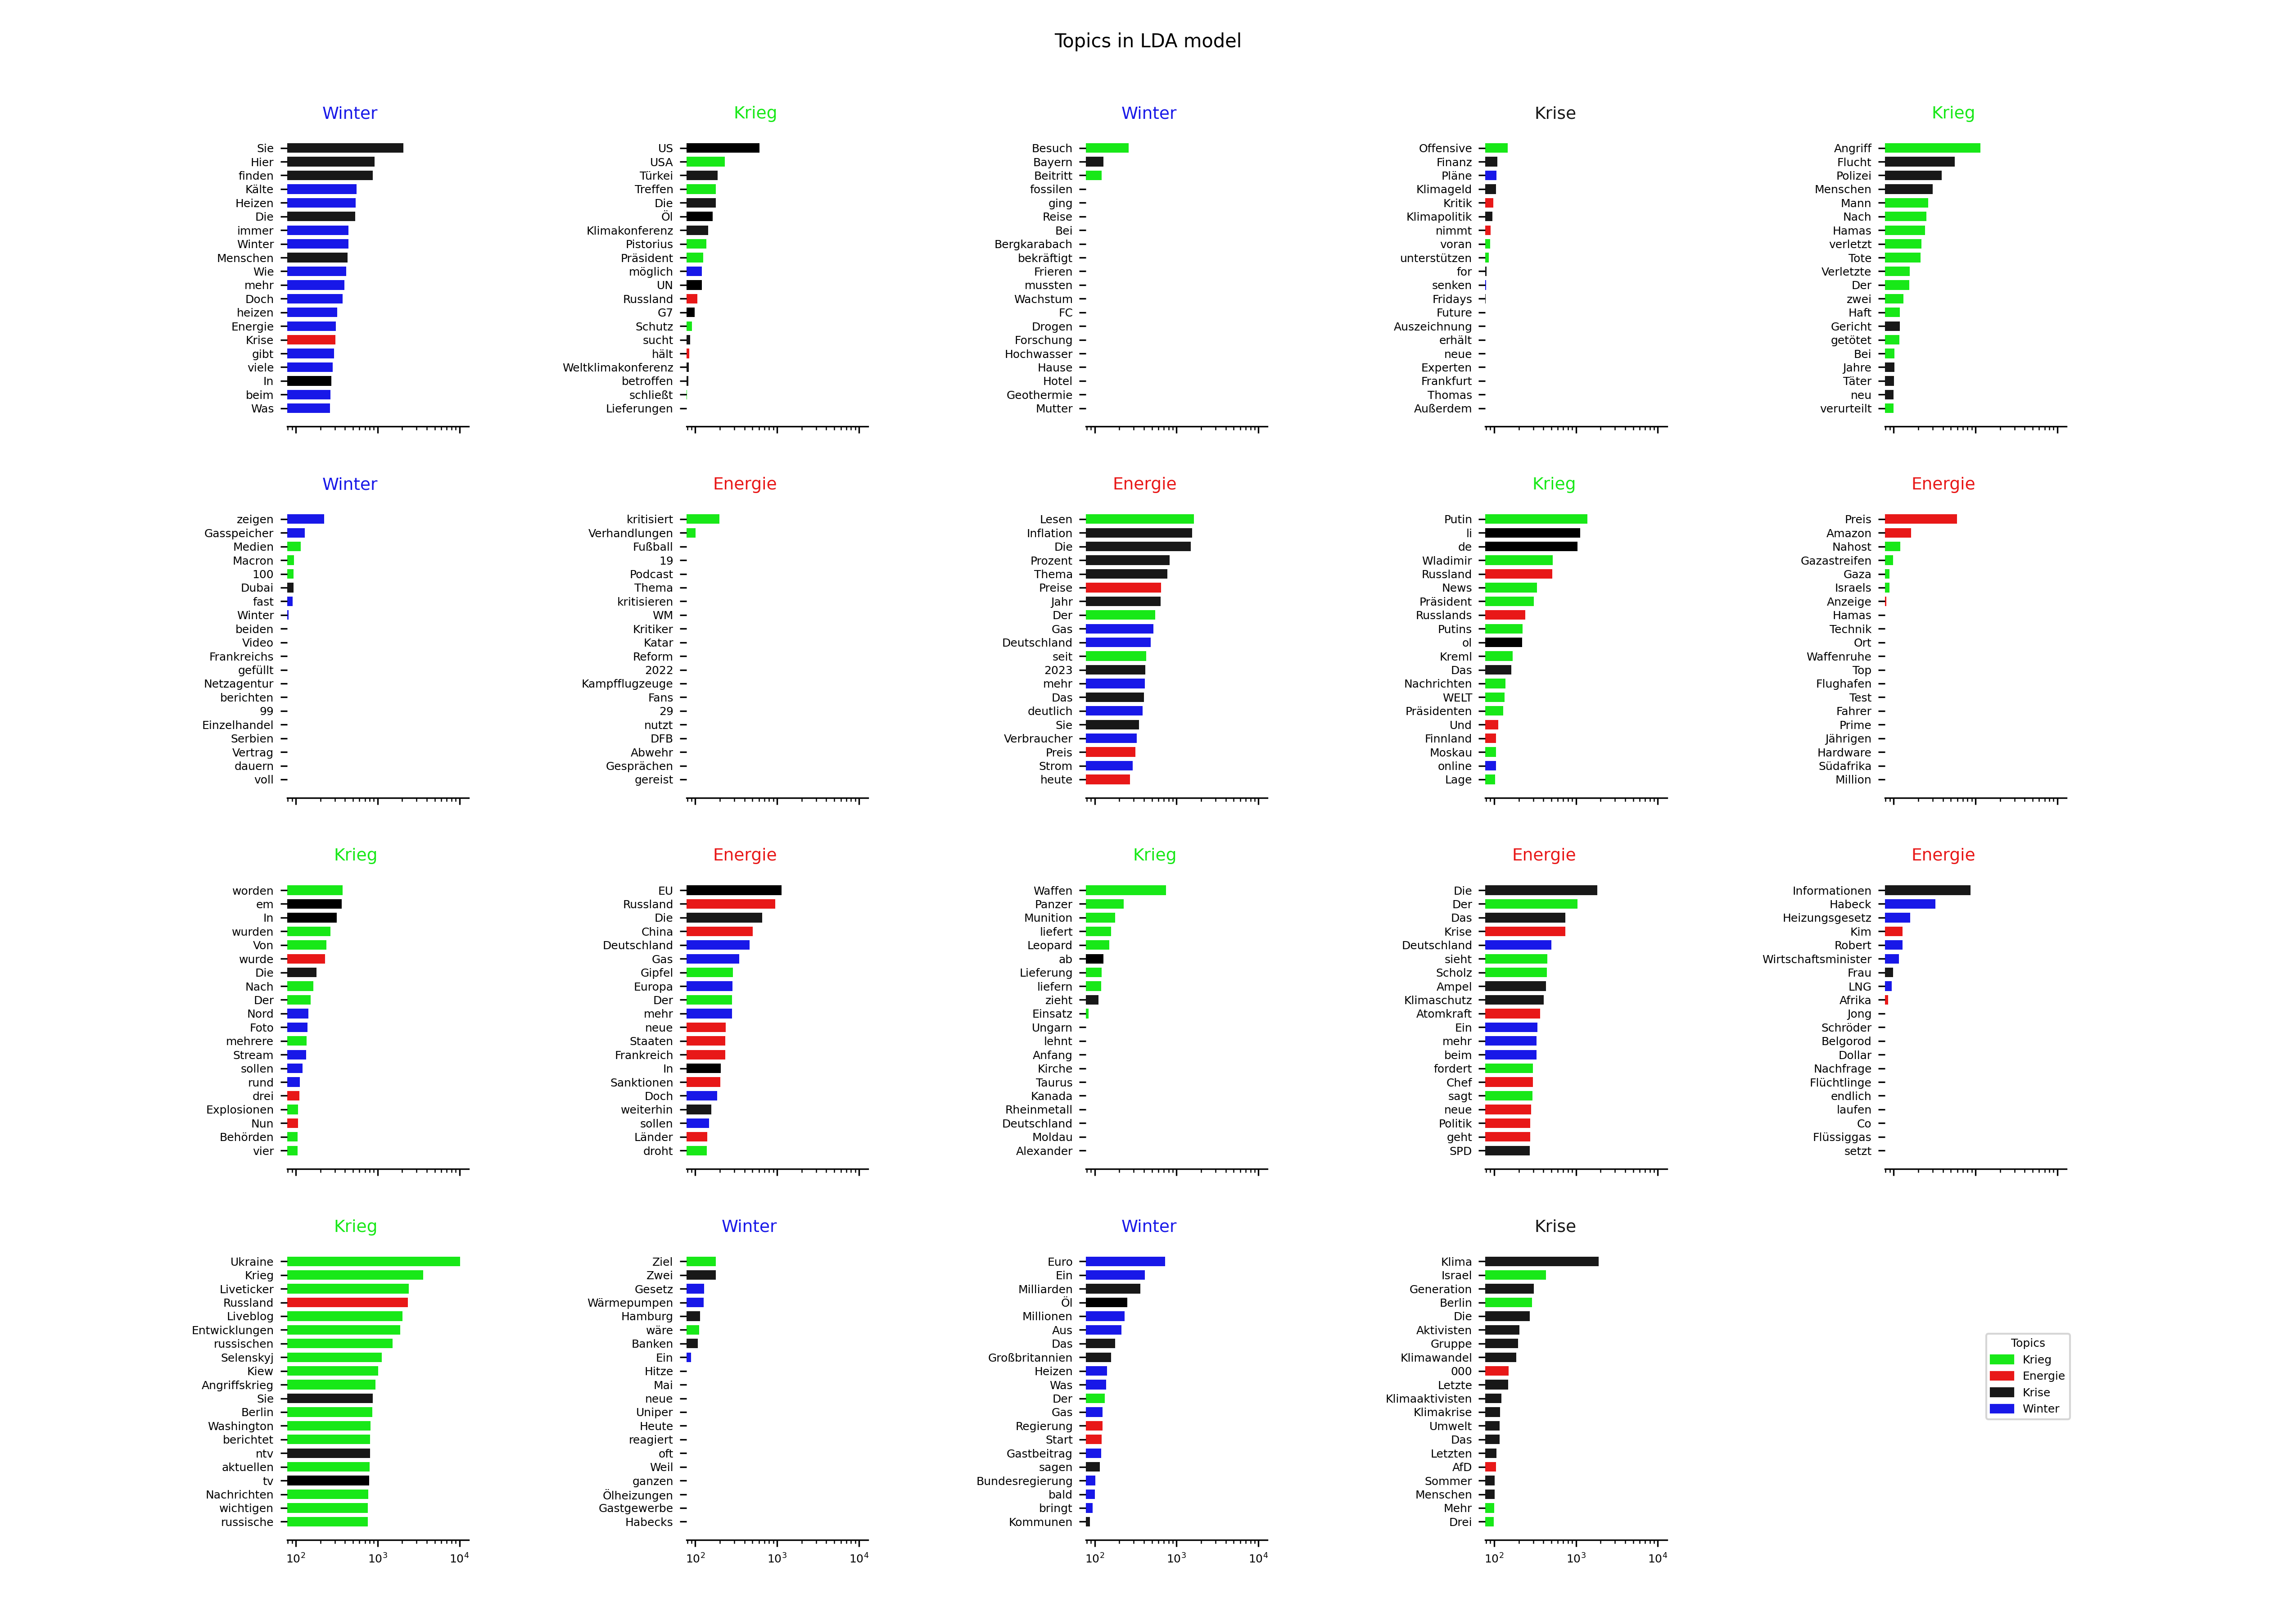 Topics in LDA model
Winter
Sie
Hier
finden
Kälte
Heizen
Die
immer
Winter
Menschen
Wie
mehr
Doch
heizen
Energie
Krise
gibt
viele
In
beim
Was
Krieg
US
USA
Türkei
Treffen
Die
Öl
Klimakonferenz
Pistorius
Präsident
möglich
UN
Russland
G7
Schutz
sucht
hält
Weltklimakonferenz
betroffen
schließt
Lieferungen
Winter
Besuch
Bayern
Beitritt
fossilen
ging
Reise
Bei
Bergkarabach
bekräftigt
Frieren
mussten
Wachstum
FC
Drogen
Forschung
Hochwasser
Hause
Hotel
Geothermie
Mutter
Krise
Offensive
Finanz
Pläne
Klimageld
Kritik
Klimapolitik
nimmt
voran
unterstützen
for
senken
Fridays
Future
Auszeichnung
erhält
neue
Experten
Frankfurt
Thomas
Außerdem
Krieg
Angriff
Flucht
Polizei
Menschen
Mann
Nach
Hamas
verletzt
Tote
Verletzte
Der
zwei
Haft
Gericht
getötet
Bei
Jahre
Täter
neu
verurteilt
Winter
zeigen
Gasspeicher
Medien
Macron
100
Dubai
fast
Winter
beiden
Video
Frankreichs
gefüllt
Netzagentur
berichten
99
Einzelhandel
Serbien
Vertrag
dauern
voll
Energie
kritisiert
Verhandlungen
Fußball
19
Podcast
Thema
kritisieren
WM
Kritiker
Katar
Reform
2022
Kampfflugzeuge
Fans
29
nutzt
DFB
Abwehr
Gesprächen
gereist
Energie
Lesen
Inflation
Die
Prozent
Thema
Preise
Jahr
Der
Gas
Deutschland
seit
2023
mehr
Das
deutlich
Sie
Verbraucher
Preis
Strom
heute
Krieg
Putin
li
de
Wladimir
Russland
News
Präsident
Russlands
Putins
ol
Kreml
Das
Nachrichten
WELT
Präsidenten
Und
Finnland
Moskau
online
Lage
Energie
Preis
Amazon
Nahost
Gazastreifen
Gaza
Israels
Anzeige
Hamas
Technik
Ort
Waffenruhe
Top
Flughafen
Test
Fahrer
Prime
Jährigen
Hardware
Südafrika
Million
Krieg
worden
em
In
wurden
Von
wurde
Die
Nach
Der
Nord
Foto
mehrere
Stream
sollen
rund
drei
Explosionen
Nun
Behörden
vier
Energie
EU
Russland
Die
China
Deutschland
Gas
Gipfel
Europa
Der
mehr
neue
Staaten
Frankreich
In
Sanktionen
Doch
weiterhin
sollen
Länder
droht
Krieg
Waffen
Panzer
Munition
liefert
Leopard
ab
Lieferung
liefern
zieht
Einsatz
Ungarn
lehnt
Anfang
Kirche
Taurus
Kanada
Rheinmetall
Deutschland
Moldau
Alexander
Energie
Die
Der
Das
Krise
Deutschland
sieht
Scholz
Ampel
Klimaschutz
Atomkraft
Ein
mehr
beim
fordert
Chef
sagt
neue
Politik
geht
SPD
Energie
Informationen
Habeck
Heizungsgesetz
Kim
Robert
Wirtschaftsminister
Frau
LNG
Afrika
Jong
Schröder
Belgorod
Dollar
Nachfrage
Flüchtlinge
endlich
laufen
Co
Flüssiggas
setzt
Krieg
Ukraine
Krieg
Liveticker
Russland
Liveblog
Entwicklungen
russischen
Selenskyj
Kiew
Angriffskrieg
Sie
Berlin
Washington
berichtet
ntv
aktuellen
tv
Nachrichten
wichtigen
russische
10² 10³ 10⁴
Winter
Ziel
Zwei
Gesetz
Wärmepumpen
Hamburg
wäre
Banken
Ein
Hitze
Mai
neue
Uniper
Heute
reagiert
oft
Weil
ganzen
Ölheizungen
Gastgewerbe
Habecks
10² 10³ 10⁴
Winter
Euro
Ein
Milliarden
Öl
Millionen
Aus
Das
Großbritannien
Heizen
Was
Der
Gas
Regierung
Start
Gastbeitrag
sagen
Bundesregierung
bald
bringt
Kommunen
10² 10³ 10⁴
Krise
Klima
Israel
Generation
Berlin
Die
Aktivisten
Gruppe
Klimawandel
000
Letzte
Klimaaktivisten
Klimakrise
Umwelt
Das
Letzten
AfD
Sommer
Menschen
Mehr
Drei
10² 10³ 10⁴
Topics
Krieg
Energie
Krise
Winter